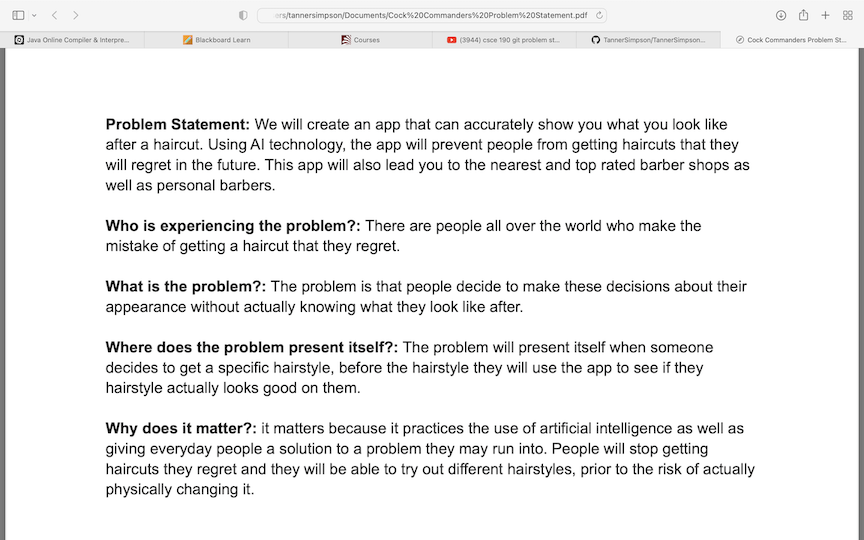 ers/tannersimpson/Documents/Cock%20Commanders%20Problem%20Statement.pdf
Java Online Compiler & Interpre...
Blackboard Learn
Courses
(3944) csce 190 git problem st...
TannerSimpson/TannerSimpson...
Cock Commanders Problem St...
Problem Statement: We will create an app that can accurately show you what you look like
after a haircut. Using AI technology, the app will prevent people from getting haircuts that they
will regret in the future. This app will also lead you to the nearest and top rated barber shops as
well as personal barbers.
Who is experiencing the problem?: There are people all over the world who make the
mistake of getting a haircut that they regret.
What is the problem?: The problem is that people decide to make these decisions about their
appearance without actually knowing what they look like after.
Where does the problem present itself?: The problem will present itself when someone
decides to get a specific hairstyle, before the hairstyle they will use the app to see if they
hairstyle actually looks good on them.
Why does it matter?: it matters because it practices the use of artificial intelligence as well as
giving everyday people a solution to a problem they may run into. People will stop getting
haircuts they regret and they will be able to try out different hairstyles, prior to the risk of actually
physically changing it.